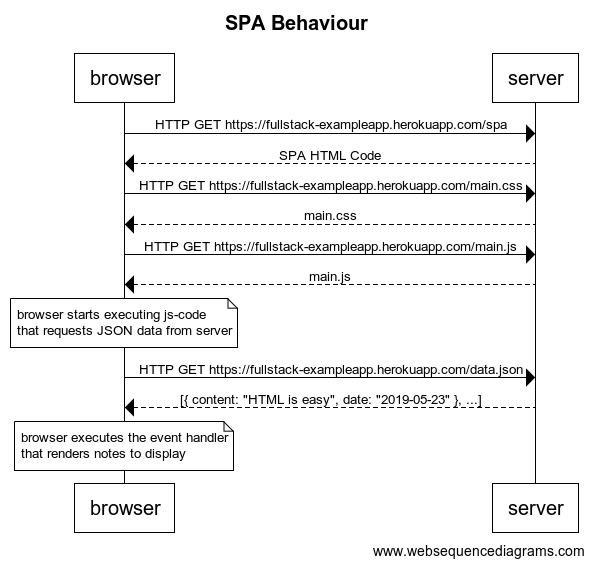 SPA Behaviour
browser
server
HTTP GET https://fullstack-exampleapp.herokuapp.com/spa
SPA HTML Code
HTTP GET https://fullstack-exampleapp.herokuapp.com/main.css
main.css
HTTP GET https://fullstack-exampleapp.herokuapp.com/main.js
main.js
browser starts executing js-code
that requests JSON data from server
HTTP GET https://fullstack-exampleapp.herokuapp.com/data.json
[{ content: "HTML is easy", date: "2019-05-23" }, ...]
browser executes the event handler
that renders notes to display
browser
server
www.websequencediagrams.com